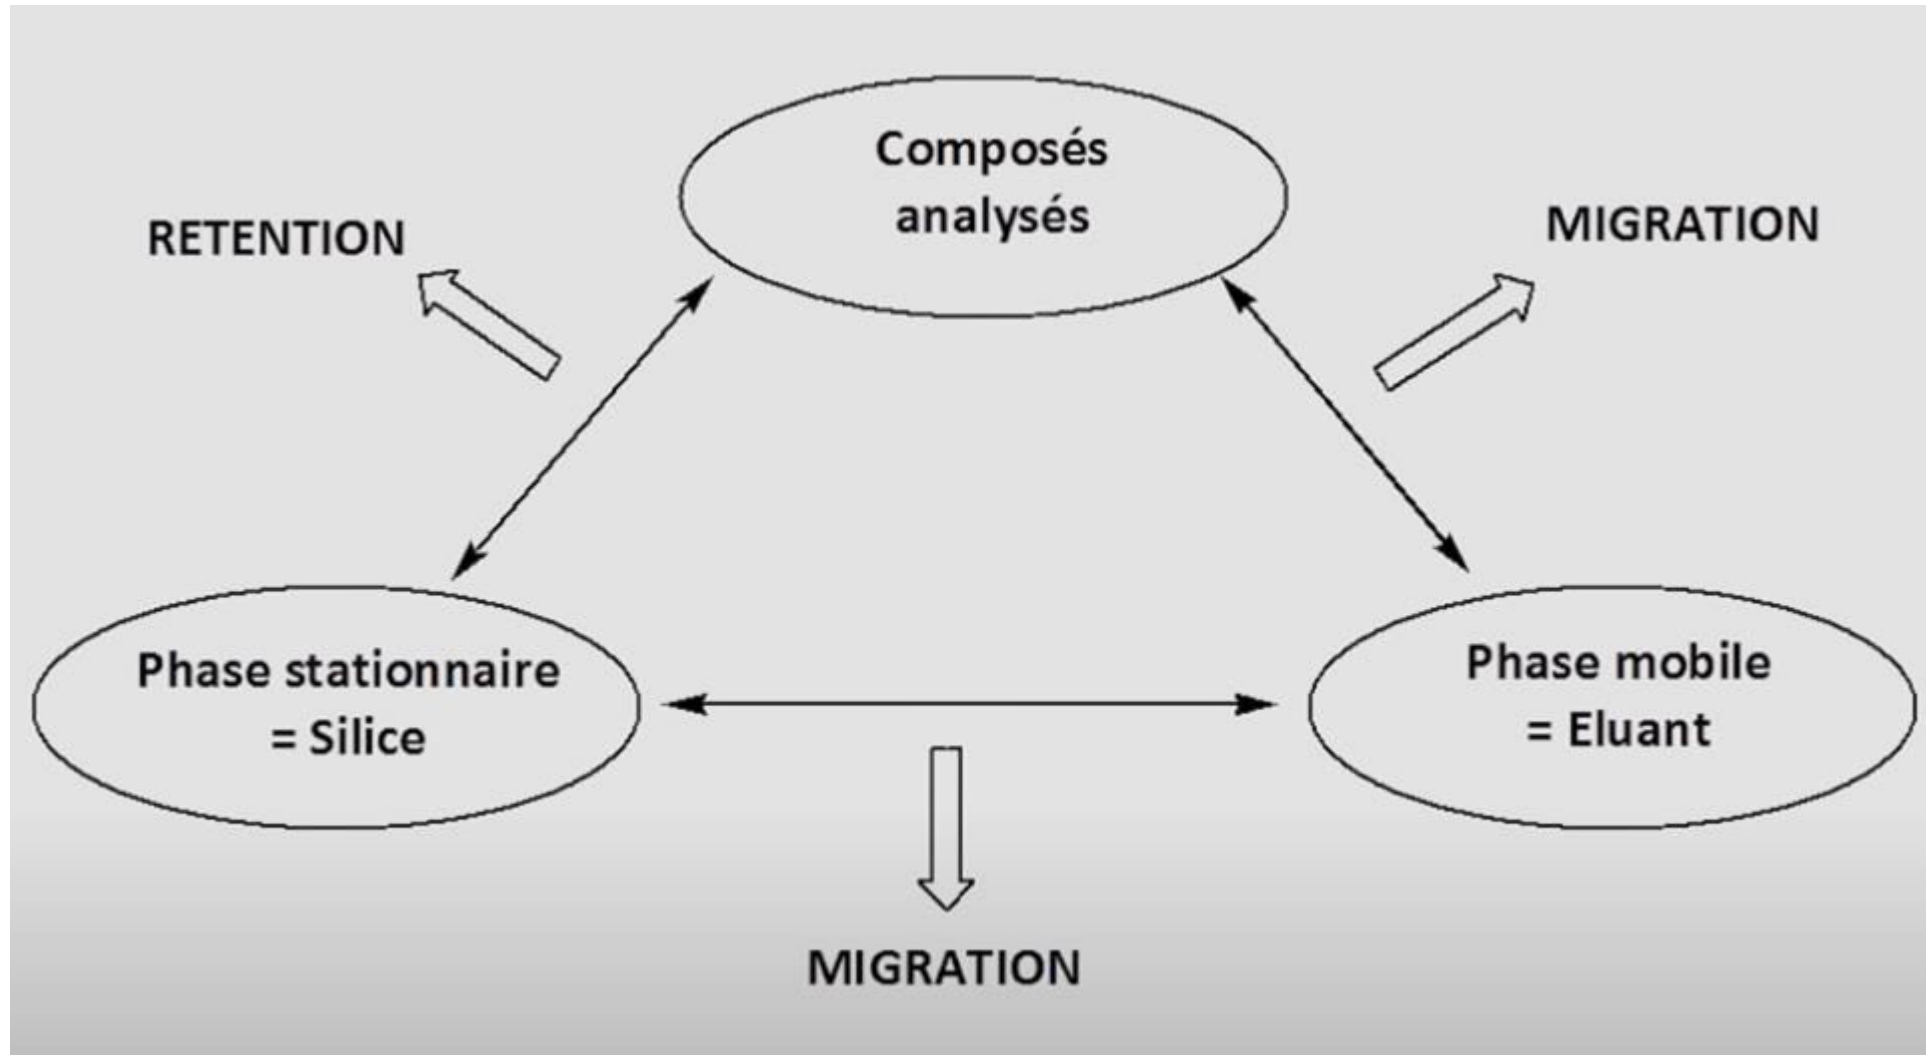 Composés
analysés
RETENTION
MIGRATION
Phase stationnaire
= Silice
Phase mobile
= Eluant
MIGRATION